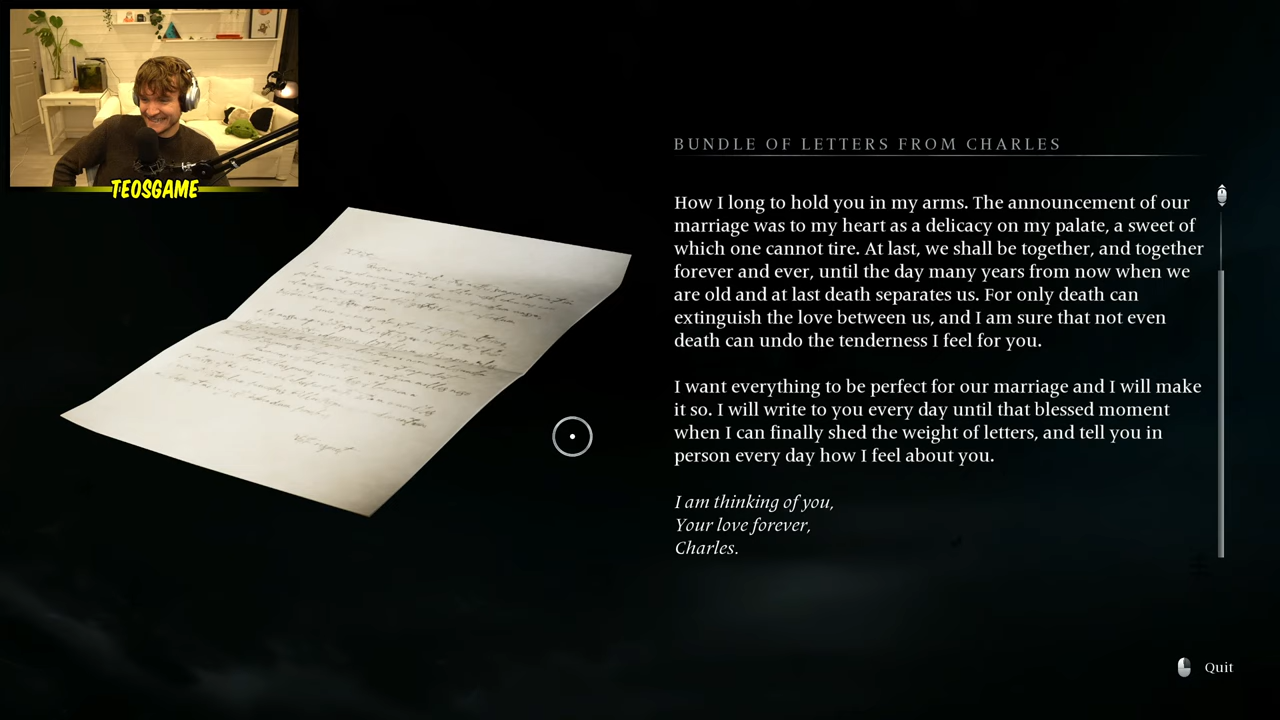 TEOSGAME
BUNDLE OF LETTERS FROM CHARLES
How I long to hold you in my arms. The announcement of our
marriage was to my heart as a delicacy on my palate, a sweet of
which one cannot tire. At last, we shall be together, and together
forever and ever, until the day many years from now when we
are old and at last death separates us. For only death can
extinguish the love between us, and I am sure that not even
death can undo the tenderness I feel for you.
I want everything to be perfect for our marriage and I will make
it so. I will write to you every day until that blessed moment
when I can finally shed the weight of letters, and tell you in
person every day how I feel about you.
I am thinking of you,
Your love forever,
Charles.
Quit